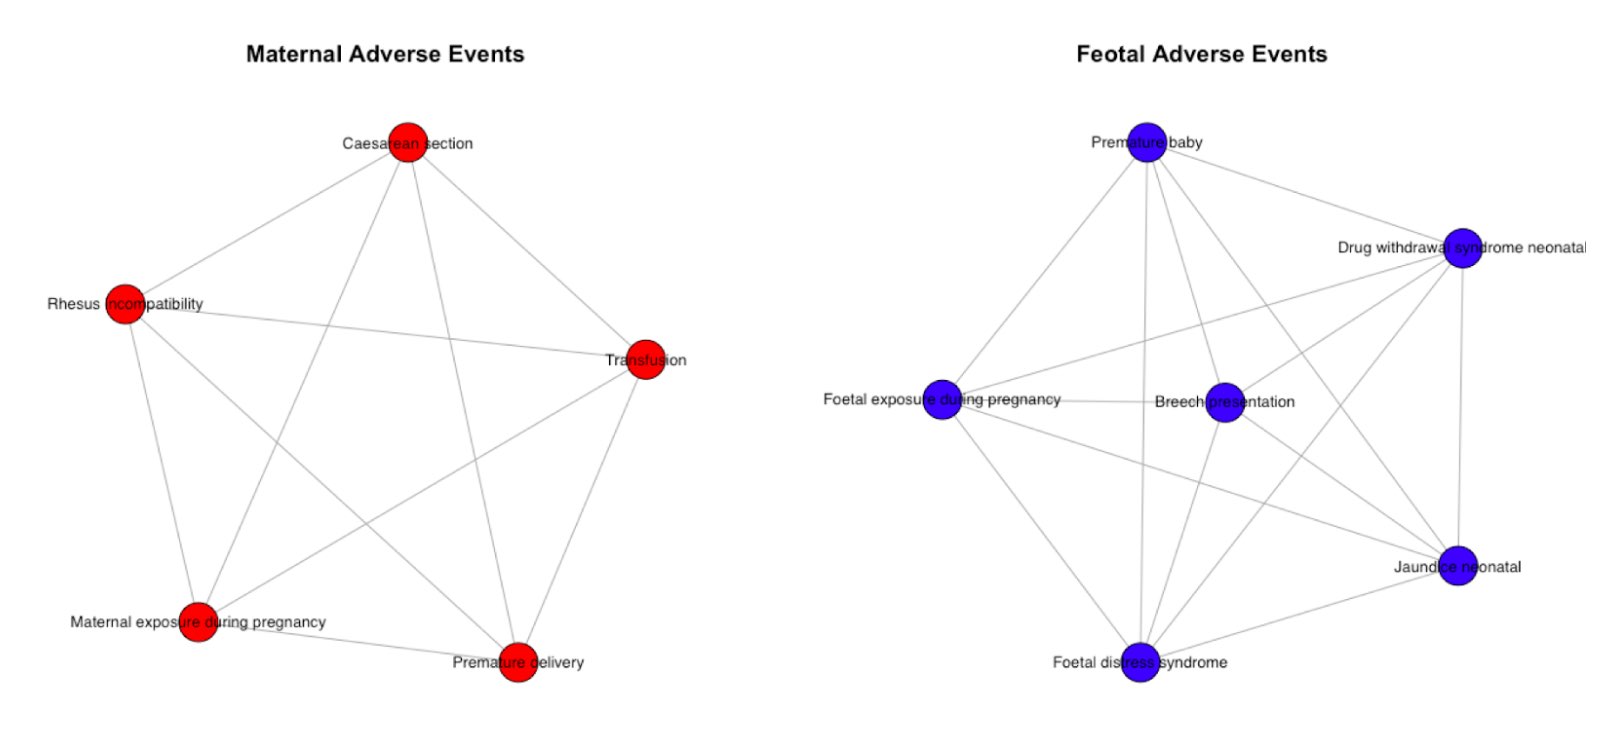 Maternal Adverse Events
Caesarean section
Rhesus incompatibility
Transfusion
Maternal exposure during pregnancy
Premature delivery
Feotal Adverse Events
Premature baby
Drug withdrawal syndrome neonatal
Foetal exposure during pregnancy
Breech presentation
Jaundice neonatal
Foetal distress syndrome